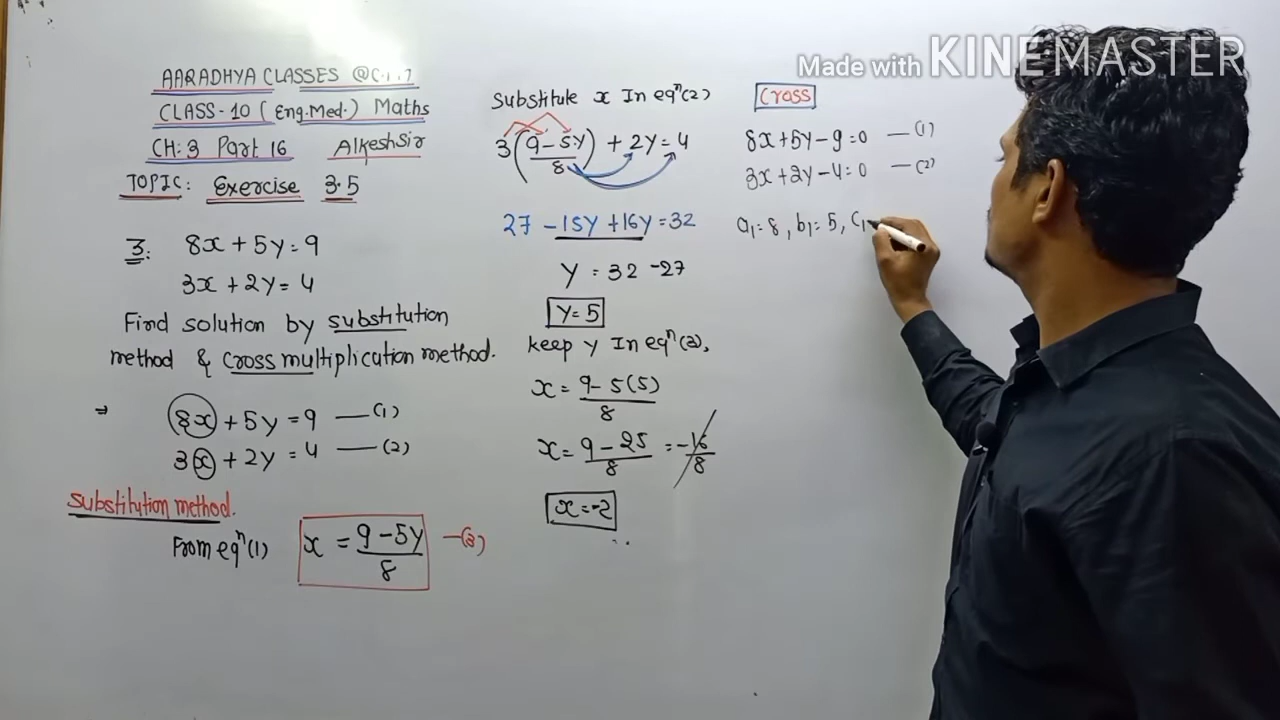 AARADHYA CLASSES @C.I.7
CLASS-10 (Eng.Med.) Maths
CH:3 Part 16 AlkeshSir
TOPIC: Exercise 3.5
3. 8x + 5y = 9
3x + 2y = 4
Find solution by substitution
method & cross multiplication method.
⇒ 8x + 5y = 9 —(1)
3x + 2y = 4 —(2)
Substitution method.
From eqⁿ(1) x = (9 - 5y)/8 —(3)
Substitute x In eqⁿ(2)
3((9 - 5y)/8) + 2y = 4
27 - 15y + 16y = 32
y = 32 - 27
y = 5
keep y In eqⁿ(3),
x = (9 - 5(5))/8
x = (9 - 25)/8 = -16/8
x = -2
Cross
8x + 5y - 9 = 0 —(1)
3x + 2y - 4 = 0 —(2)
a₁ = 8, b₁ = 5, c₁
Made with KINEMASTER